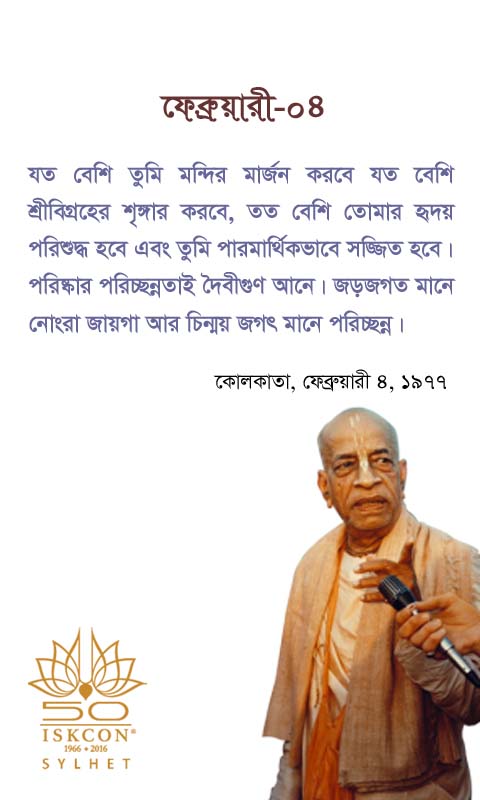 ফেব্রুয়ারী-০৪
যত বেশি তুমি মন্দির মার্জন করবে যত বেশি
শ্রীবিগ্রহের শৃঙ্গার করবে, তত বেশি তোমার হৃদয়
পরিশুদ্ধ হবে এবং তুমি পারমার্থিকভাবে সজ্জিত হবে।
পরিষ্কার পরিচ্ছন্নতাই দৈবীগুণ আনে। জড়জগত মানে
নোংরা জায়গা আর চিন্ময় জগৎ মানে পরিচ্ছন্ন।
কোলকাতা, ফেব্রুয়ারী ৪, ১৯৭৭
50
ISKCON®
1966 • 2016
SYLHET